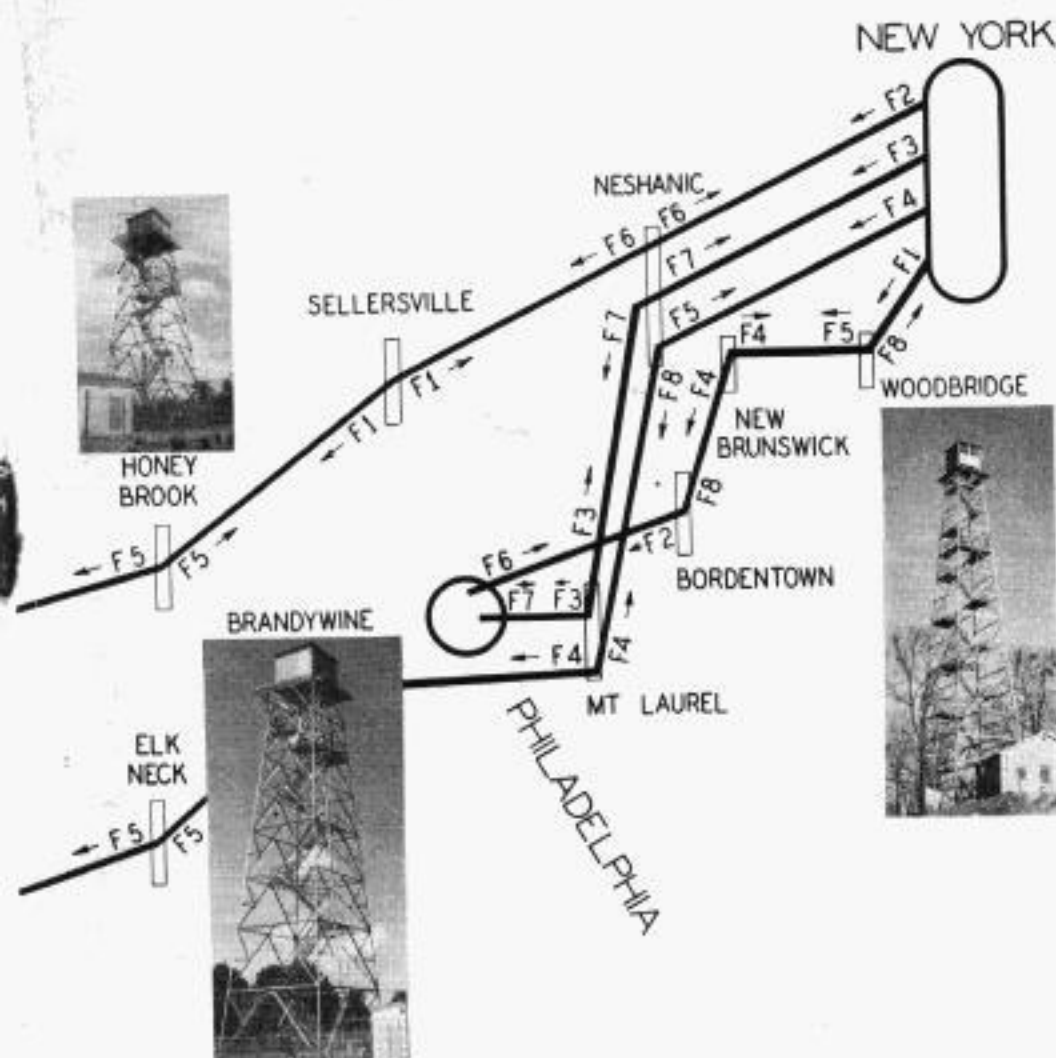 NEW YORK
F2
F3
NESHANIC
F4
F6
F6
F7
F1
SELLERSVILLE
F7
F5
F4
F5
F8
WOODBRIDGE
F1
F8
F4
NEW
BRUNSWICK
F1
HONEY
BROOK
F8
F3
F5
F5
F6
F2
BORDENTOWN
F7
F3
BRANDYWINE
F4
F4
MT LAUREL
PHILADELPHIA
ELK
NECK
F5
F5